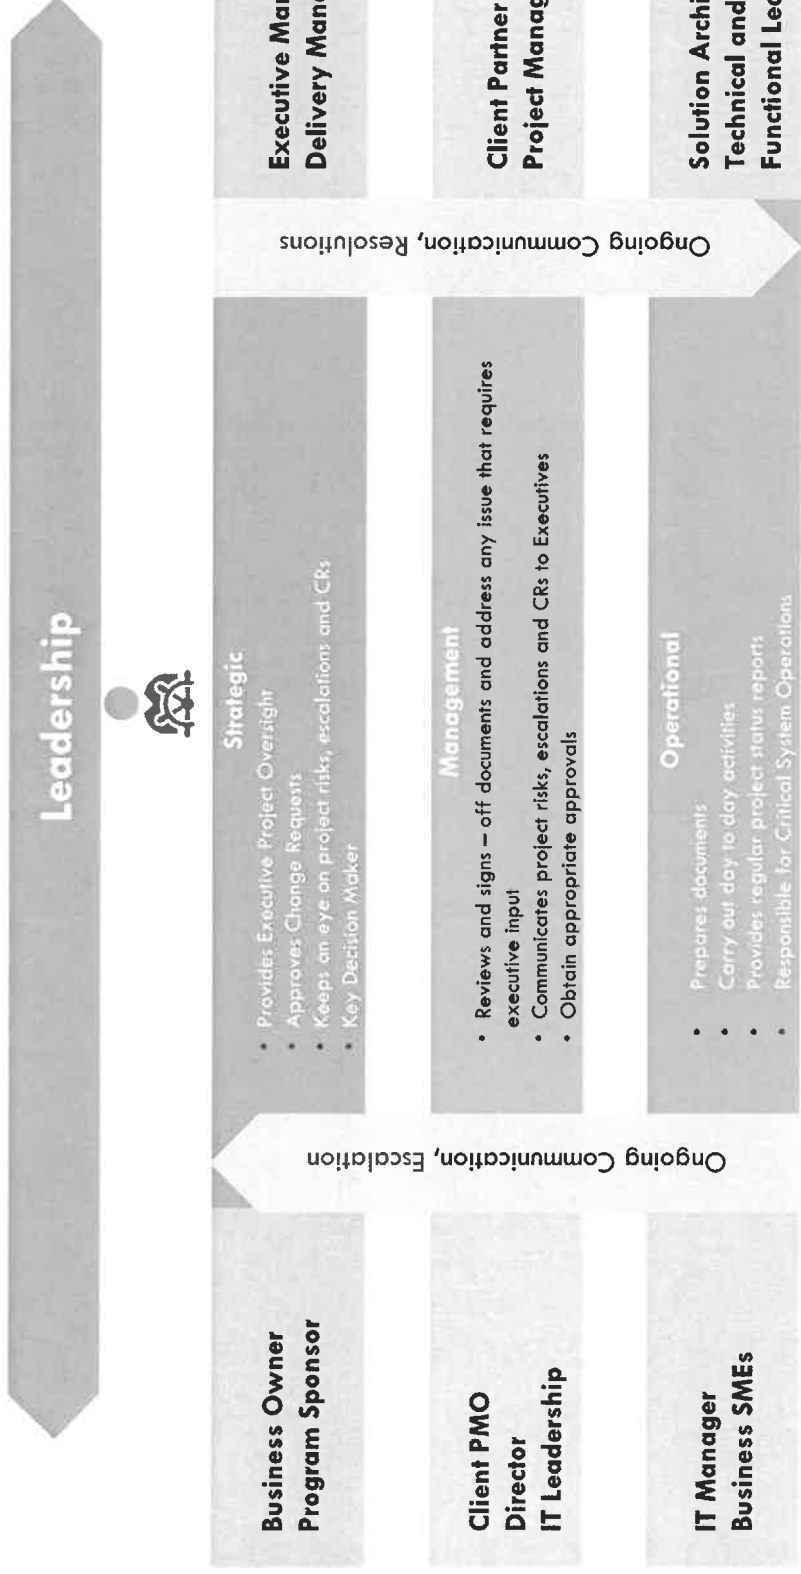 Leadership
Business Owner
Program Sponsor
Strategic
• Provides Executive Project Oversight
• Approves Change Requests
• Keeps an eye on project risks, escalations and CRs
• Key Decision Maker
Executive Man
Delivery Mana
Client PMO
Director
IT Leadership
Management
• Reviews and signs – off documents and address any issue that requires
executive input
• Communicates project risks, escalations and CRs to Executives
• Obtain appropriate approvals
Client Partner
Project Manag
IT Manager
Business SMEs
Operational
• Prepares documents
• Carry out day to day activities
• Provides regular project status reports
• Responsible for Critical System Operations
Solution Archi
Technical and
Functional Lea
Ongoing Communication, Escalation
Ongoing Communication, Resolutions